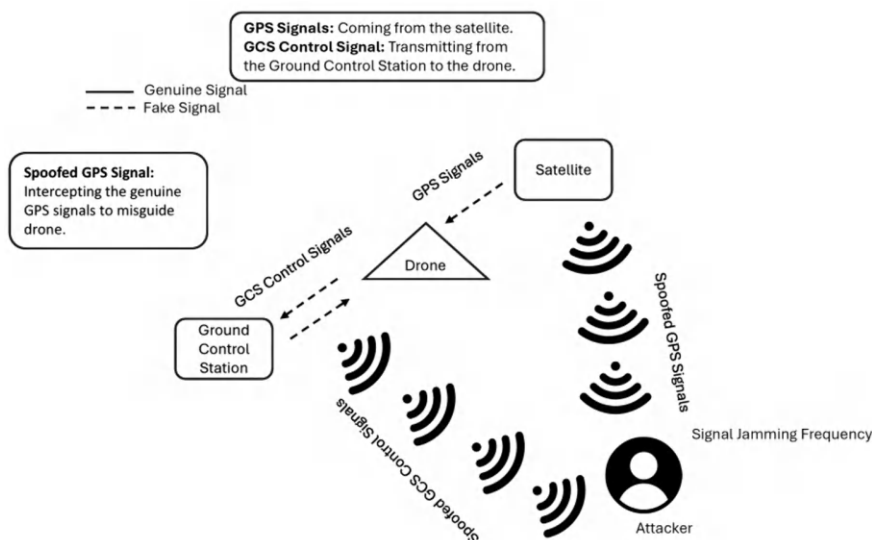 GPS Signals: Coming from the satellite.
GCS Control Signal: Transmitting from
the Ground Control Station to the drone.
Genuine Signal
Fake Signal
Spoofed GPS Signal:
Intercepting the genuine
GPS signals to misguide
drone.
GPS Signals
Satellite
GCS Control Signals
Drone
Ground
Control
Station
Spoofed GPS Signals
Spoofed GCS Control Signals
Signal Jamming Frequency
Attacker